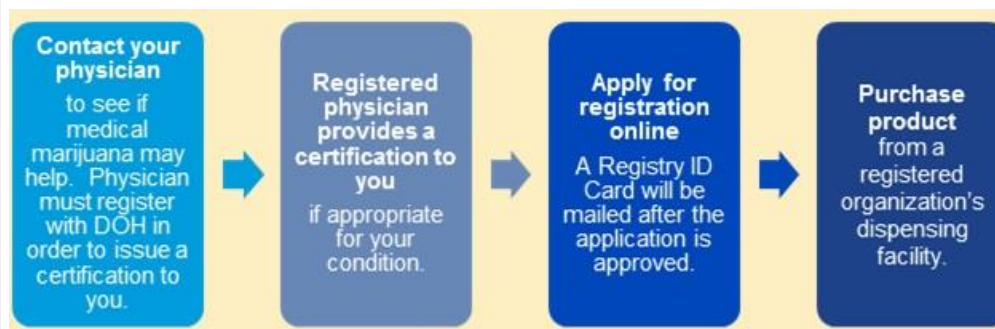 Contact your
physician
to see if
medical
marijuana may
help. Physician
must register
with DOH in
order to issue a
certification to
you.
Registered
physician
provides a
certification to
you
if appropriate
for your
condition.
Apply for
registration
online
A Registry ID
Card will be
mailed after the
application is
approved.
Purchase
product
from a
registered
organization's
dispensing
facility.